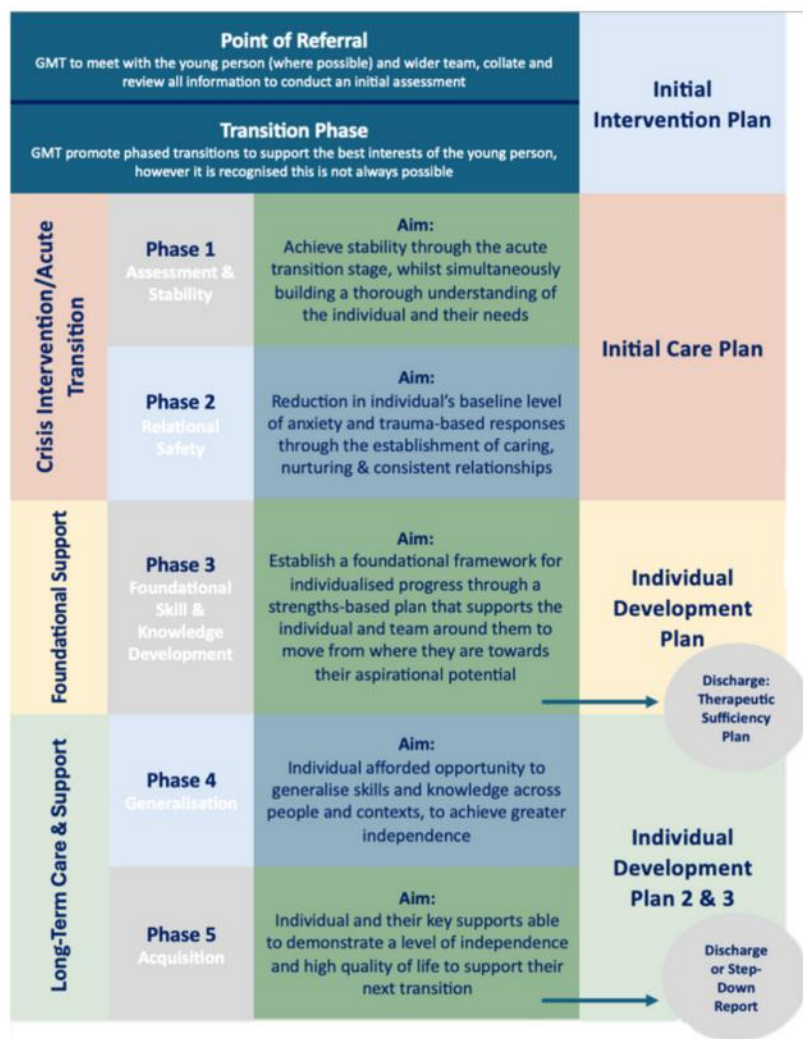 Point of Referral
GMT to meet with the young person (where possible) and wider team, collate and
review all information to conduct an initial assessment
Initial
Intervention Plan
Transition Phase
GMT promote phased transitions to support the best interests of the young person,
however it is recognised this is not always possible
Crisis Intervention/Acute
Transition
Phase 1
Assessment &
Stability
Aim:
Achieve stability through the acute
transition stage, whilst simultaneously
building a thorough understanding of
the individual and their needs
Initial Care Plan
Phase 2
Relational
Safety
Aim:
Reduction in individual's baseline level
of anxiety and trauma-based responses
through the establishment of caring,
nurturing & consistent relationships
Foundational Support
Phase 3
Foundational
Skill &
Knowledge
Development
Aim:
Establish a foundational framework for
individualised progress through a
strengths-based plan that supports the
individual and team around them to
move from where they are towards
their aspirational potential
Individual
Development
Plan
Discharge:
Therapeutic
Sufficiency
Plan
Long-Term Care & Support
Phase 4
Generalisation
Aim:
Individual afforded opportunity to
generalise skills and knowledge across
people and contexts, to achieve greater
independence
Individual
Development
Plan 2 & 3
Phase 5
Acquisition
Aim:
Individual and their key supports able
to demonstrate a level of independence
and high quality of life to support their
next transition
Discharge
or Step-
Down
Report